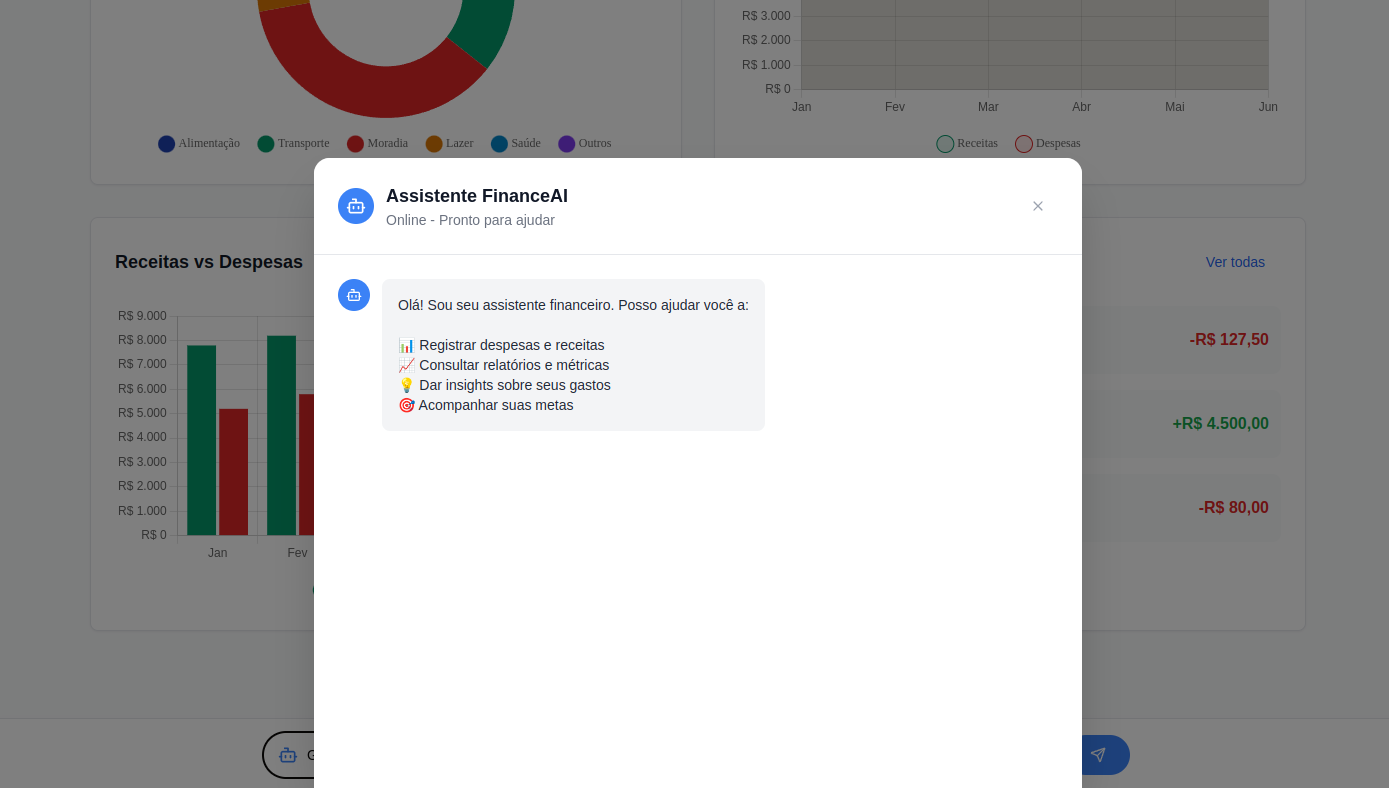 R$ 3.000
R$ 2.000
R$ 1.000
R$ 0
Jan Fev Mar Abr Mai Jun
Alimentação Transporte Moradia Lazer Saúde Outros
Receitas Despesas
Assistente FinanceAI
Online - Pronto para ajudar
Receitas vs Despesas
Ver todas
Olá! Sou seu assistente financeiro. Posso ajudar você a:
📊 Registrar despesas e receitas
📈 Consultar relatórios e métricas
💡 Dar insights sobre seus gastos
🎯 Acompanhar suas metas
R$ 9.000
R$ 8.000
R$ 7.000
R$ 6.000
R$ 5.000
R$ 4.000
R$ 3.000
R$ 2.000
R$ 1.000
R$ 0
Jan Fev
-R$ 127,50
+R$ 4.500,00
-R$ 80,00